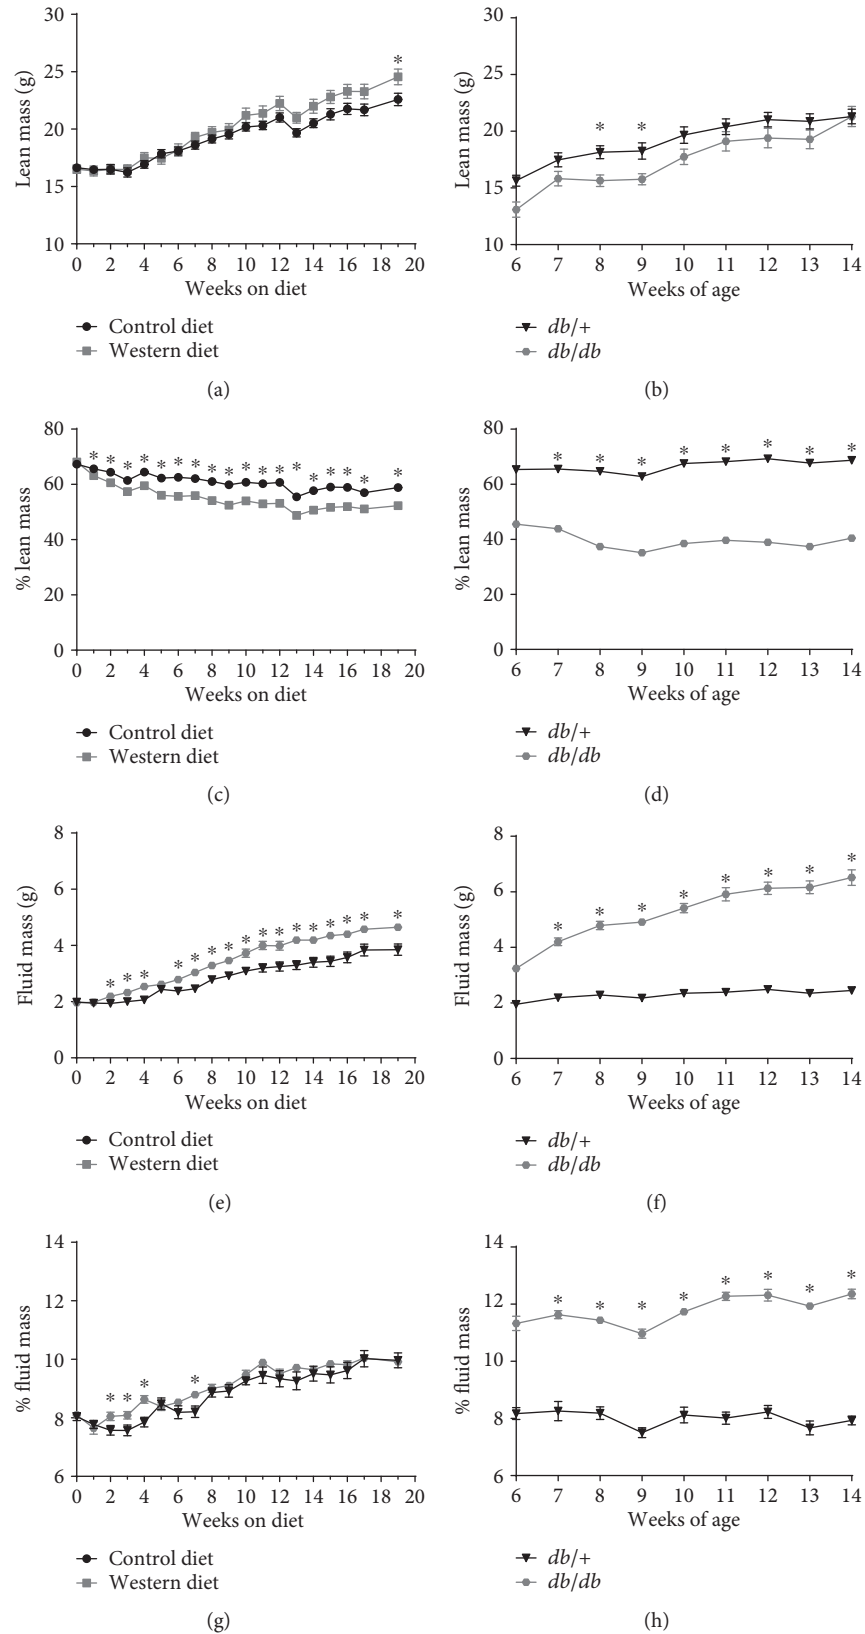 30
25
20
15
10
Lean mass (g)
*
0 2 4 6 8 10 12 14 16 18 19 20
Weeks on diet
Control diet
Western diet
(a)
30
25
20
15
10
Lean mass (g)
* *
6 7 8 9 10 11 12 13 14
Weeks of age
db/+
db/db
(b)
80
60
40
20
0
% lean mass
* * * * * * * * * * * * * * * * * *
0 2 4 6 8 10 12 14 16 18 20
Weeks on diet
Control diet
Western diet
(c)
80
60
40
20
0
% lean mass
* * * * * * * *
6 7 8 9 10 11 12 13 14
Weeks of age
db/+
db/db
(d)
8
6
4
2
0
Fluid mass (g)
* * * * * * * * * * * * * * * *
0 2 4 6 8 10 12 14 16 18 19 20
Weeks on diet
Control diet
Western diet
(e)
8
6
4
2
0
Fluid mass (g)
* * * * * * * *
6 7 8 9 10 11 12 13 14
Weeks of age
db/+
db/db
(f)
14
12
10
8
6
% fluid mass
* * * *
0 2 4 6 8 10 12 14 16 18 19 20
Weeks on diet
Control diet
Western diet
(g)
14
12
10
8
6
% fluid mass
* * * * * * * *
6 7 8 9 10 11 12 13 14
Weeks of age
db/+
db/db
(h)